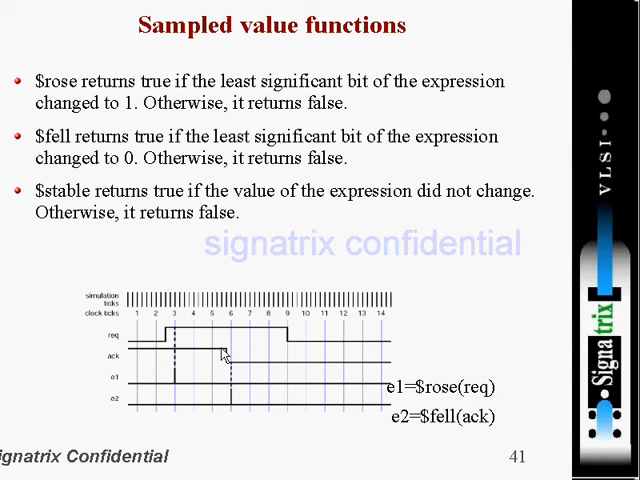 Sampled value functions
$rose returns true if the least significant bit of the expression
changed to 1. Otherwise, it returns false.
$fell returns true if the least significant bit of the expression
changed to 0. Otherwise, it returns false.
$stable returns true if the value of the expression did not change.
Otherwise, it returns false.
signatrix confidential
simulation
ticks
clock ticks 1 2 3 4 5 6 7 8 9 10 11 12 13 14
req
ack
e1
e2
e1=$rose(req)
e2=$fell(ack)
ignatrix Confidential
41
VLSI
Signatrix